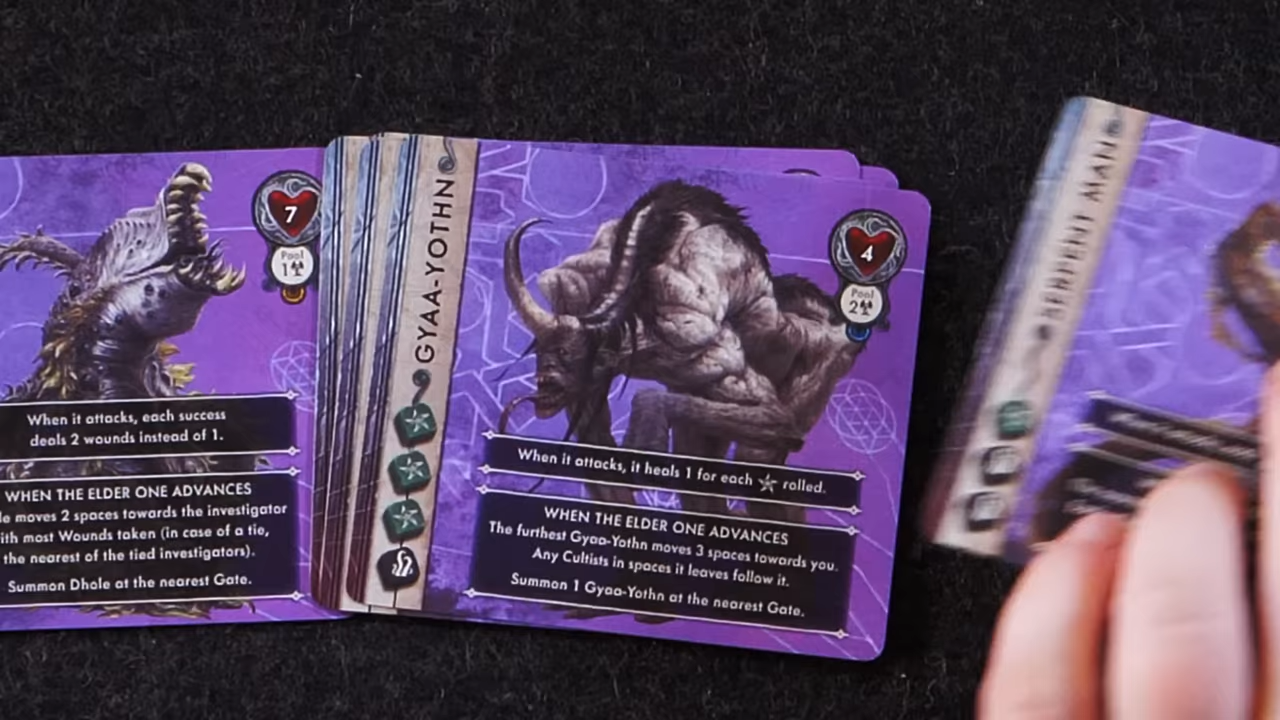 7
Pool
1
When it attacks, each success
deals 2 wounds instead of 1.
WHEN THE ELDER ONE ADVANCES
moves 2 spaces towards the investigator
with most Wounds taken (in case of a tie,
the nearest of the tied investigators).
Summon Dhole at the nearest Gate.
GYAA-YOTHN
4
Pool
2
When it attacks, it heals 1 for each rolled.
WHEN THE ELDER ONE ADVANCES
The furthest Gyaa-Yothn moves 3 spaces towards you.
Any Cultists in spaces it leaves follow it.
Summon 1 Gyaa-Yothn at the nearest Gate.
SERPENT MAN